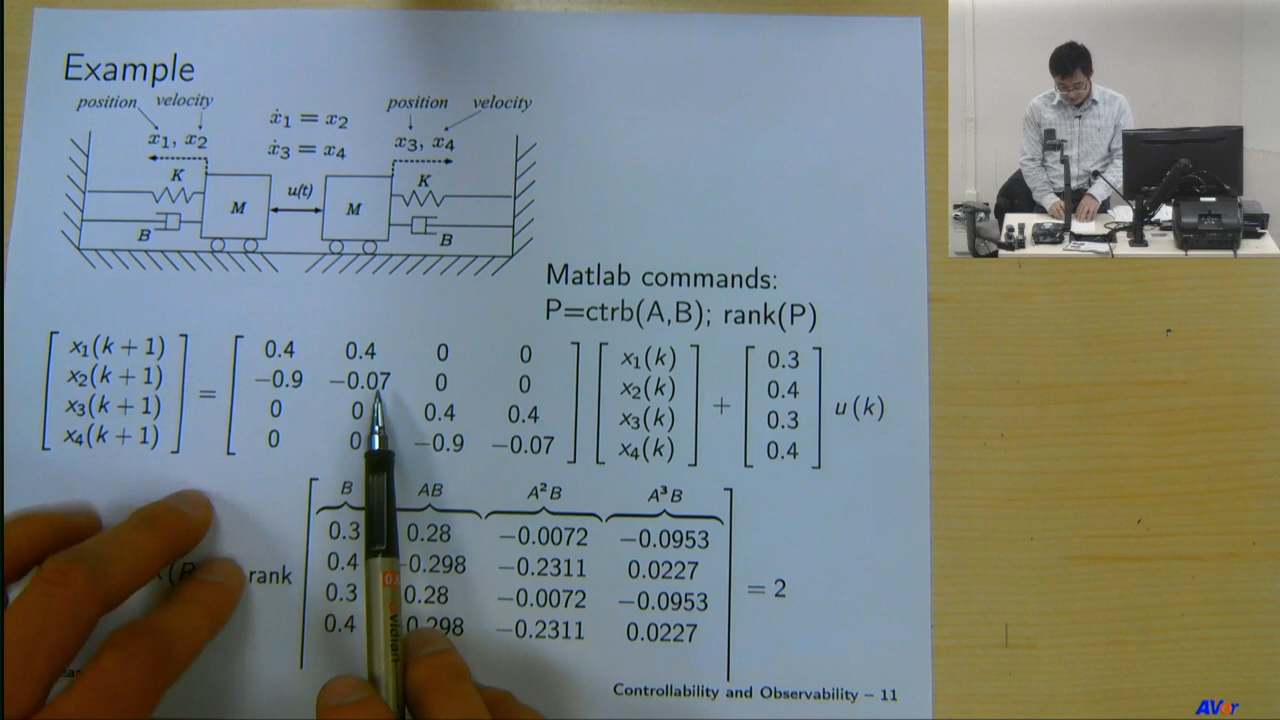 Example
position velocity
x₁, x₂
ẋ₁ = x₂
ẋ₃ = x₄
position velocity
x₃, x₄
K
M
u(t)
M
K
B
B
Matlab commands:
P=ctrb(A,B); rank(P)
x₁(k+1)
x₂(k+1)
x₃(k+1)
x₄(k+1)
=
0.4 0.4 0 0
−0.9 −0.07 0 0
0 0 0.4 0.4
0 0 −0.9 −0.07
x₁(k)
x₂(k)
x₃(k)
x₄(k)
+
0.3
0.4
0.3
0.4
u(k)
rank
B AB A²B A³B
0.3 0.28 −0.0072 −0.0953
0.4 −0.298 −0.2311 0.0227
0.3 0.28 −0.0072 −0.0953
0.4 0.298 −0.2311 0.0227
= 2
Controllability and Observability – 11
AVer